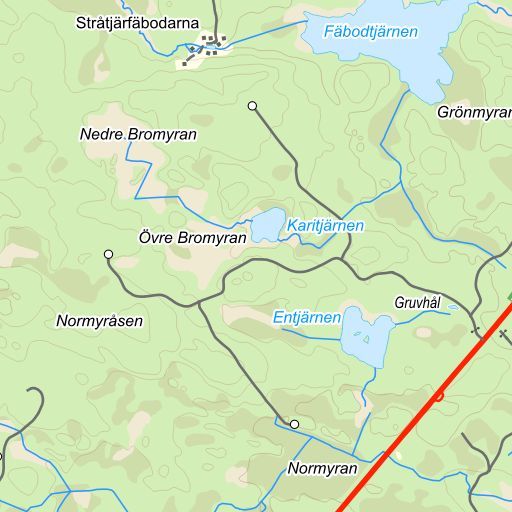 Stråtjärfäbodarna
Fäbodtjärnen
Grönmyran
Nedre Bromyran
Karitjärnen
Övre Bromyran
Gruvhål
Entjärnen
Normyråsen
Normyran